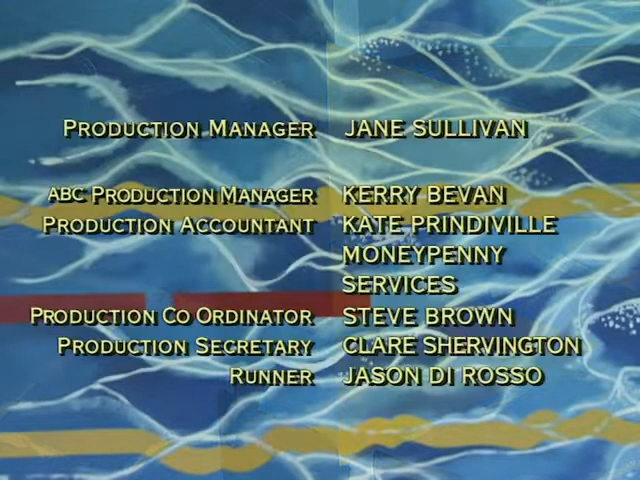 PRODUCTION MANAGER JANE SULLIVAN
ABC PRODUCTION MANAGER KERRY BEVAN
PRODUCTION ACCOUNTANT KATE PRINDIVILLE
MONEYPENNY
SERVICES
PRODUCTION CO ORDINATOR STEVE BROWN
PRODUCTION SECRETARY CLARE SHERVINGTON
RUNNER JASON DI ROSSO